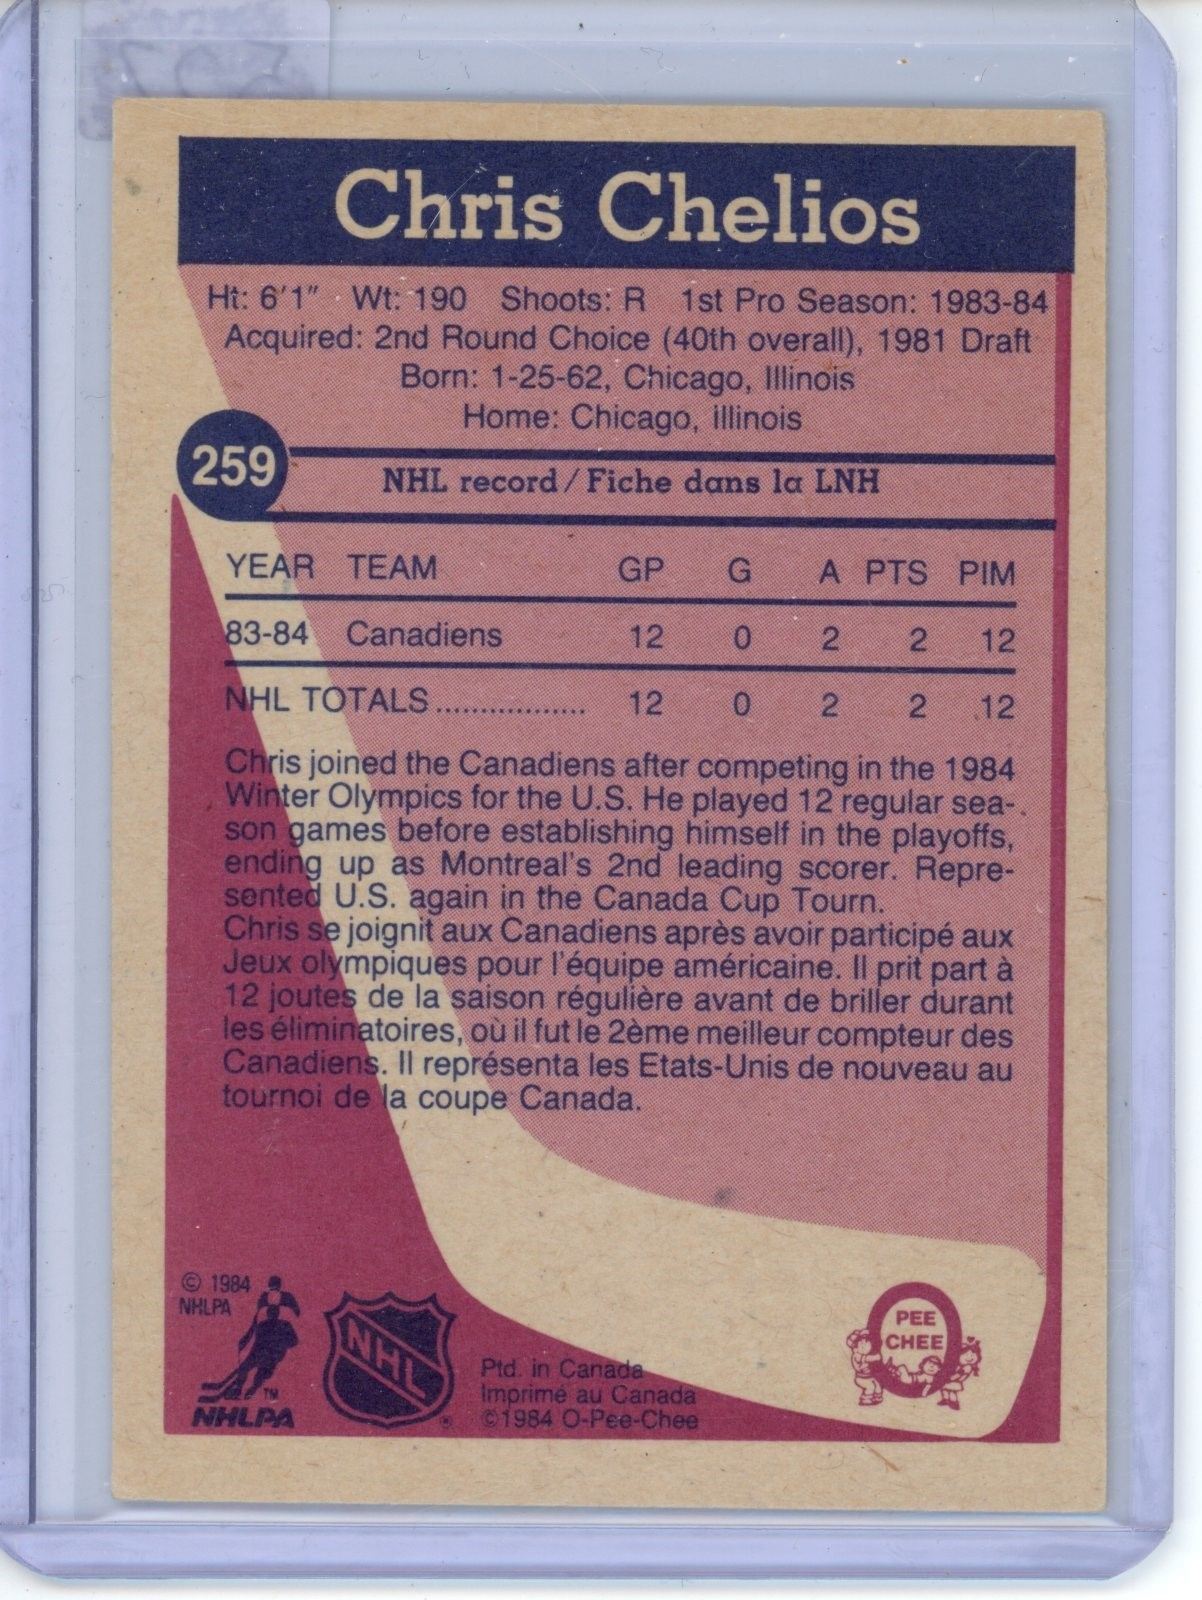 Chris Chelios
Ht: 6'1" Wt: 190 Shoots: R 1st Pro Season: 1983-84
Acquired: 2nd Round Choice (40th overall), 1981 Draft
Born: 1-25-62, Chicago, Illinois
Home: Chicago, Illinois
259
NHL record / Fiche dans la LNH
YEAR TEAM GP G A PTS PIM
83-84 Canadiens 12 0 2 2 12
NHL TOTALS................. 12 0 2 2 12
Chris joined the Canadiens after competing in the 1984
Winter Olympics for the U.S. He played 12 regular sea-
son games before establishing himself in the playoffs,
ending up as Montreal's 2nd leading scorer. Repre-
sented U.S. again in the Canada Cup Tourn.
Chris se joignit aux Canadiens après avoir participé aux
Jeux olympiques pour l'équipe américaine. Il prit part à
12 joutes de la saison régulière avant de briller durant
les éliminatoires, où il fut le 2ème meilleur compteur des
Canadiens. Il représenta les Etats-Unis de nouveau au
tournoi de la coupe Canada.
© 1984
NHLPA
TM
NHLPA
NHL
®
Ptd. in Canada
Imprimé au Canada
©1984 O-Pee-Chee
PEE
CHEE